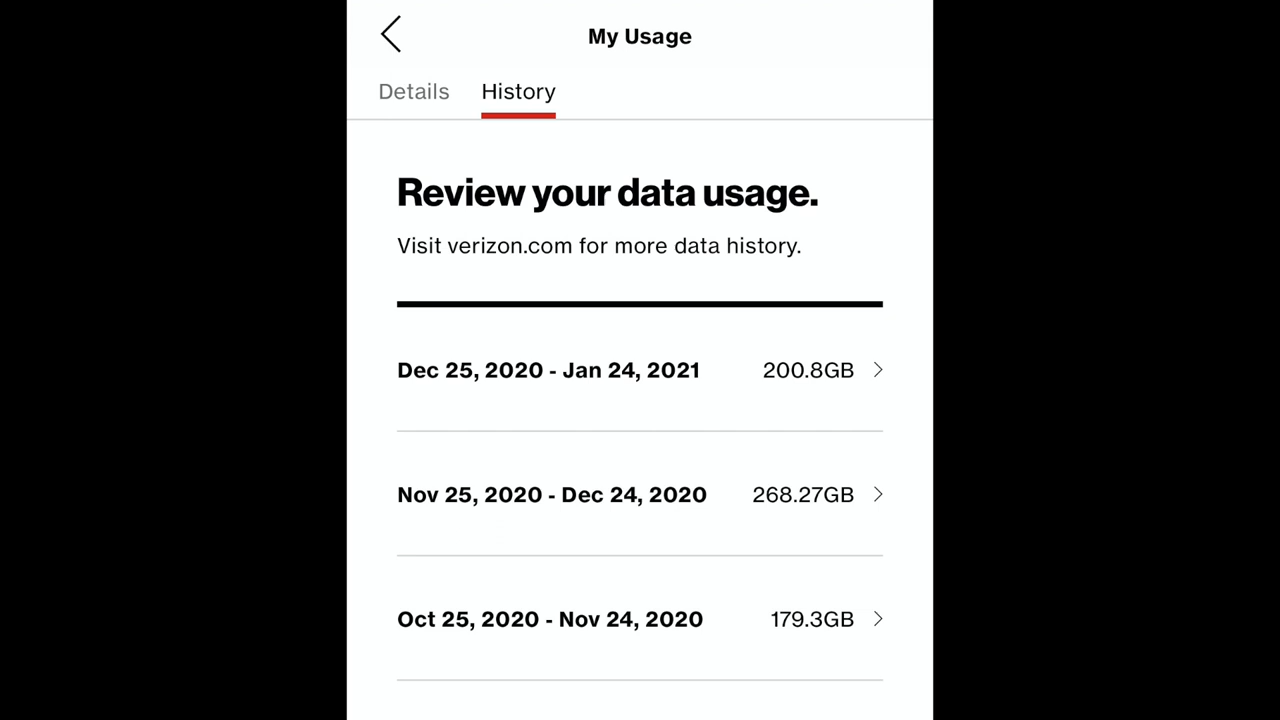 My Usage
Details History
Review your data usage.
Visit verizon.com for more data history.
Dec 25, 2020 - Jan 24, 2021 200.8GB
Nov 25, 2020 - Dec 24, 2020 268.27GB
Oct 25, 2020 - Nov 24, 2020 179.3GB